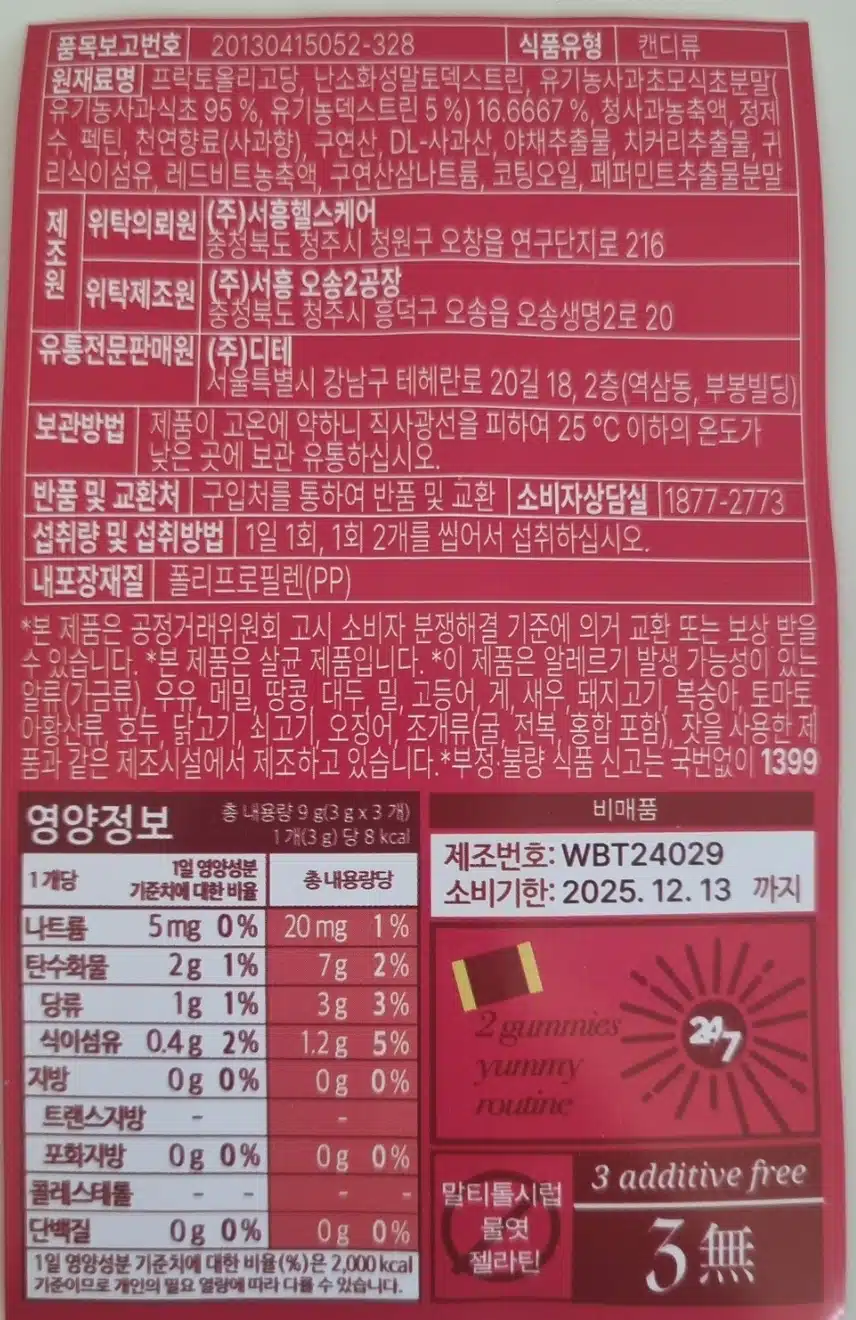 품목보고번호 20130415052-328 식품유형 캔디류
원재료명 프락토올리고당, 난소화성말토덱스트린, 유기농사과초모식초분말(
유기농사과식초 95 %, 유기농덱스트린 5 %) 16.6667 %, 청사과농축액, 정제
수, 펙틴, 천연향료(사과향), 구연산, DL-사과산, 야채추출물, 치커리추출물, 귀
리식이섬유, 레드비트농축액, 구연산삼나트륨, 코팅오일, 페퍼민트추출물분말
제조원
위탁의뢰원 (주)서흥헬스케어
충청북도 청주시 청원구 오창읍 연구단지로 216
위탁제조원 (주)서흥 오송2공장
충청북도 청주시 흥덕구 오송읍 오송생명2로 20
유통전문판매원 (주)디테
서울특별시 강남구 테헤란로 20길 18, 2층(역삼동, 부봉빌딩)
보관방법 제품이 고온에 약하니 직사광선을 피하여 25 ℃ 이하의 온도가
낮은 곳에 보관 유통하십시오.
반품 및 교환처 구입처를 통하여 반품 및 교환 소비자상담실 1877-2773
섭취량 및 섭취방법 1일 1회, 1회 2개를 씹어서 섭취하십시오.
내포장재질 폴리프로필렌(PP)
*본 제품은 공정거래위원회 고시 소비자 분쟁해결 기준에 의거 교환 또는 보상 받을
수 있습니다. *본 제품은 살균 제품입니다. *이 제품은 알레르기 발생 가능성이 있는
알류(가금류), 우유, 메밀, 땅콩, 대두, 밀, 고등어, 게, 새우, 돼지고기, 복숭아, 토마토,
아황산류, 호두, 닭고기, 쇠고기, 오징어, 조개류(굴, 전복, 홍합 포함), 잣을 사용한 제
품과 같은 제조시설에서 제조하고 있습니다.*부정·불량 식품 신고는 국번없이 1399
영양정보 총 내용량 9 g(3 g x 3 개)
1 개(3 g) 당 8 kcal
1 개당 1일 영양성분 기준치에 대한 비율 총 내용량당
나트륨 5 mg 0 % 20 mg 1 %
탄수화물 2 g 1 % 7 g 2 %
당류 1 g 1 % 3 g 3 %
식이섬유 0.4 g 2 % 1.2 g 5 %
지방 0 g 0 % 0 g 0 %
트랜스지방 - -
포화지방 0 g 0 % 0 g 0 %
콜레스테롤 - - - -
단백질 0 g 0 % 0 g 0 %
1일 영양성분 기준치에 대한 비율(%)은 2,000 kcal
기준이므로 개인의 필요 열량에 따라 다를 수 있습니다.
비매품
제조번호: WBT24029
소비기한: 2025. 12. 13 까지
2 gummies
yummy
routine
24/7
말티톨시럽
물엿
젤라틴
3 additive free
3無